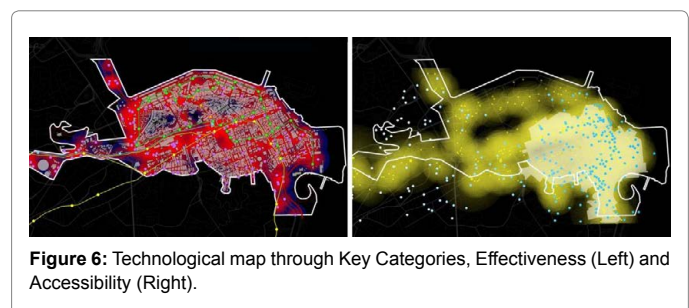 Figure 6: Technological map through Key Categories, Effectiveness (Left) and
Accessibility (Right).